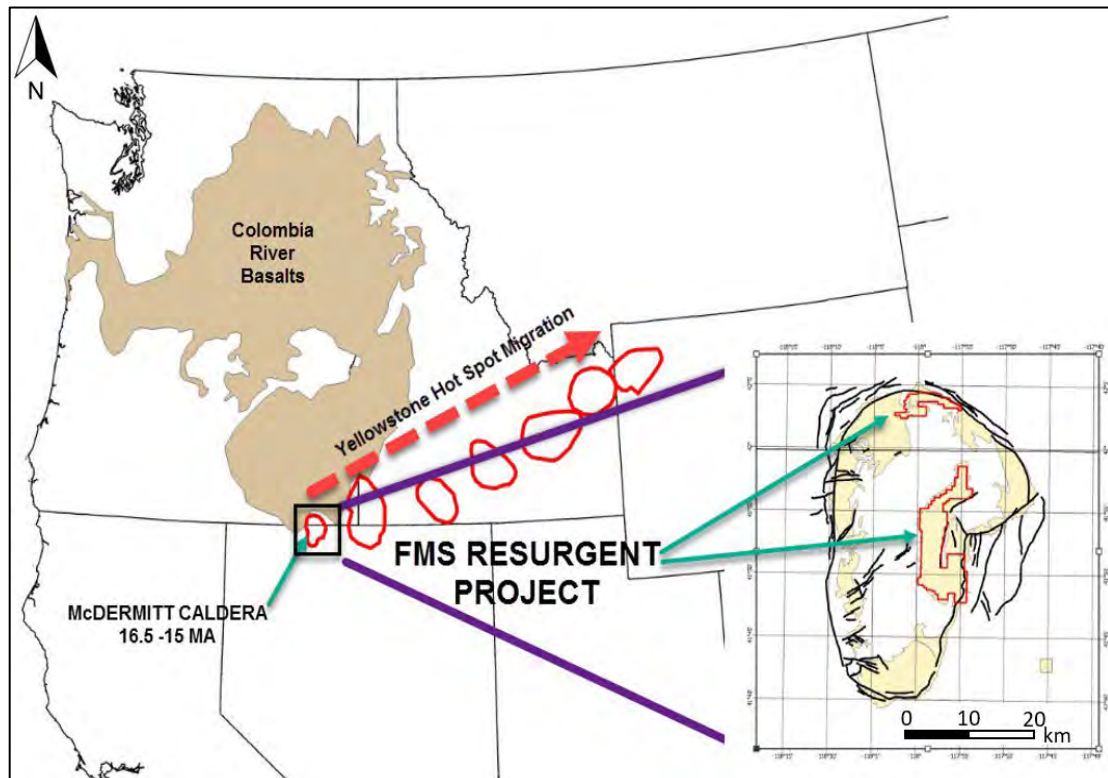 N
Colombia
River
Basalts
Yellowstone Hot Spot Migration
FMS RESURGENT
PROJECT
McDERMITT CALDERA
16.5 -15 MA
0 10 20
km